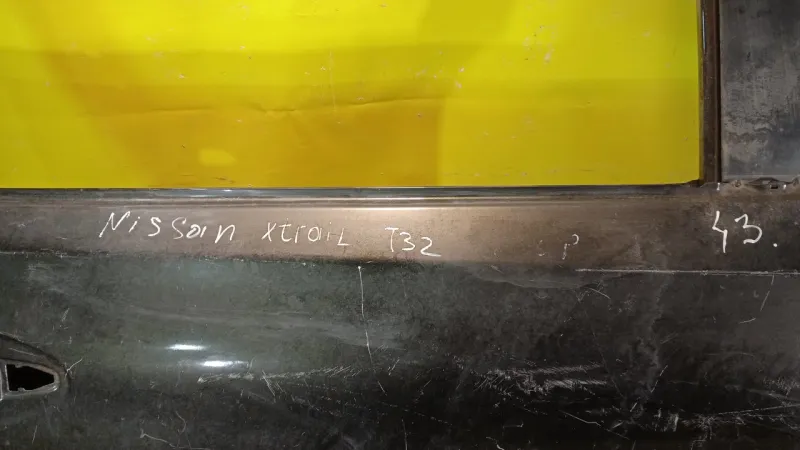 Nissan xtrail T32 43.